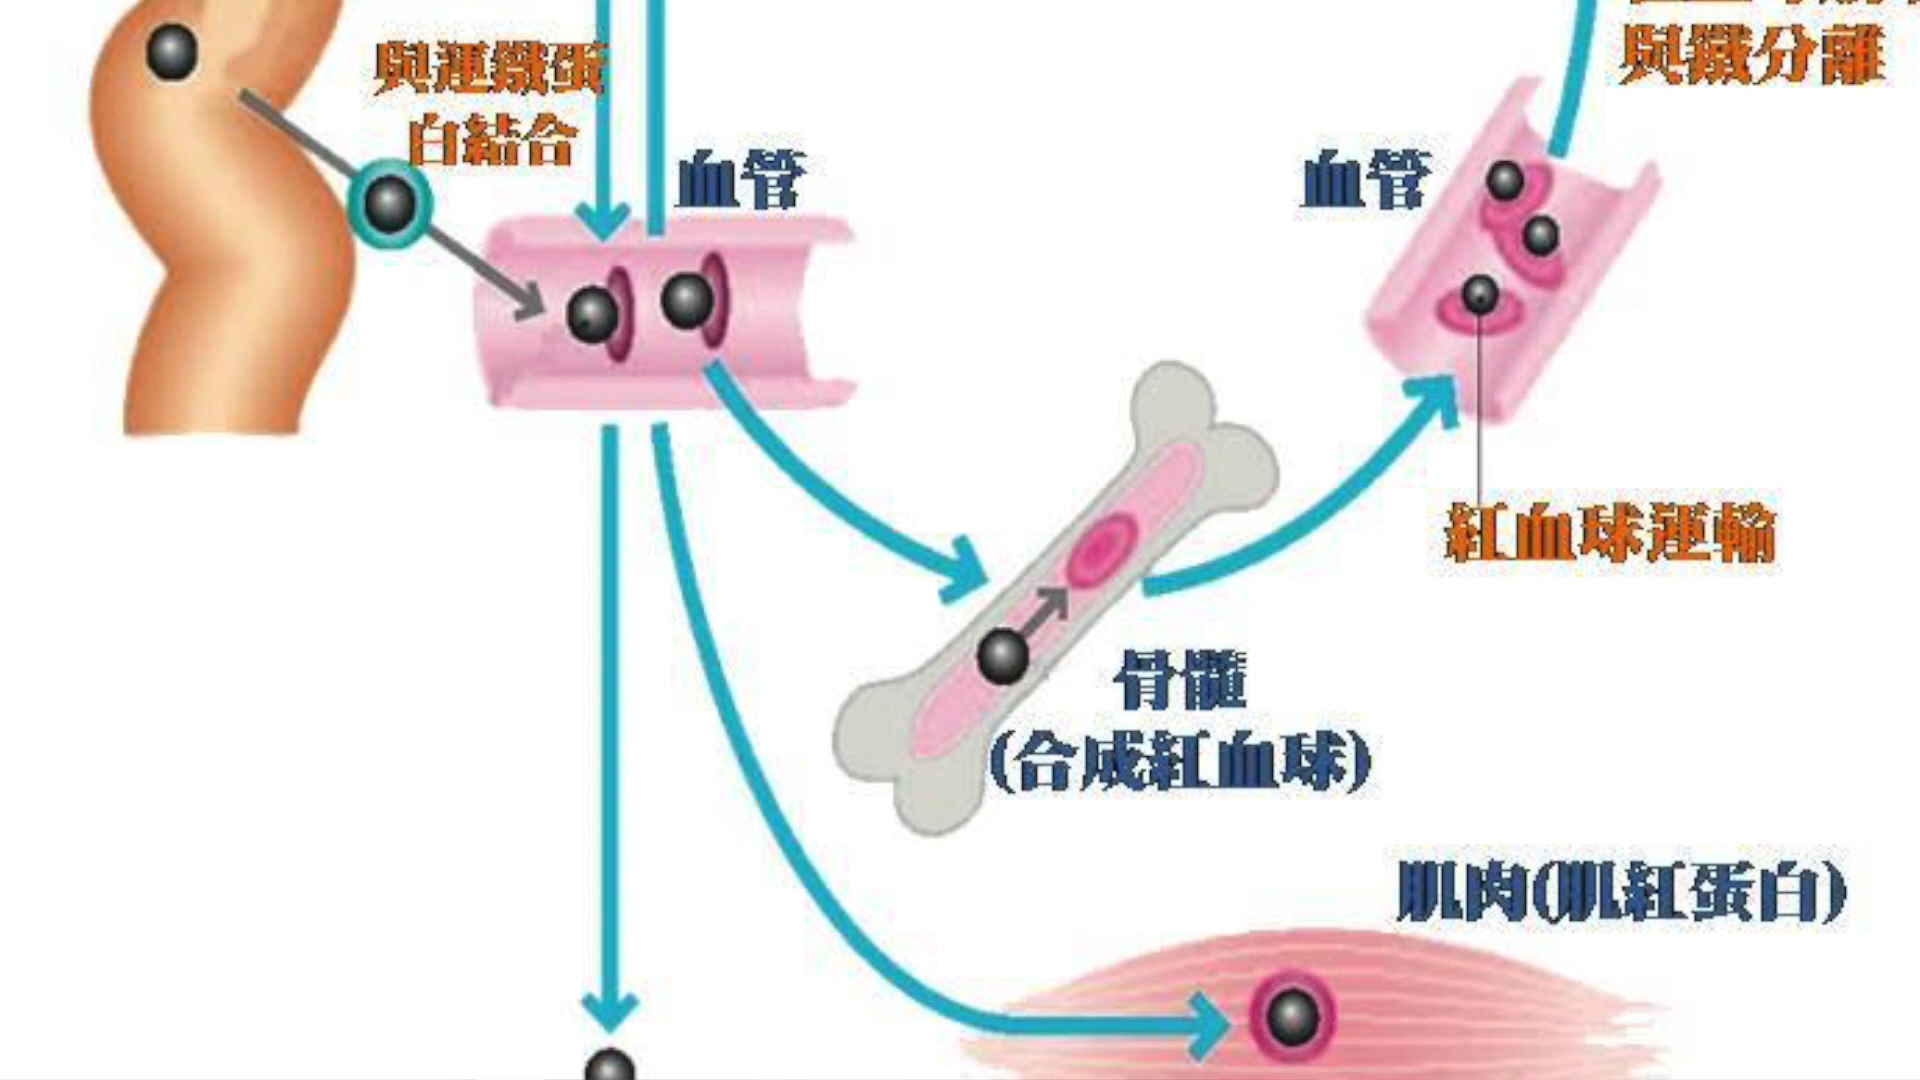 與鐵分離
與運鐵蛋
白結合
血管
血管
紅血球運輸
骨髓
(合成紅血球)
肌肉(肌紅蛋白)